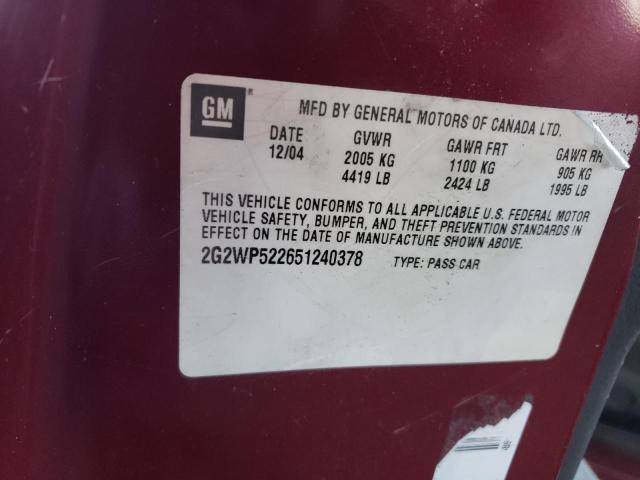 GM
MFD BY GENERAL MOTORS OF CANADA LTD.
DATE GVWR GAWR FRT GAWR RR
12/04 2005 KG 1100 KG 905 KG
4419 LB 2424 LB 1995 LB
THIS VEHICLE CONFORMS TO ALL APPLICABLE U.S. FEDERAL MOTOR
VEHICLE SAFETY, BUMPER, AND THEFT PREVENTION STANDARDS IN
EFFECT ON THE DATE OF MANUFACTURE SHOWN ABOVE.
2G2WP522651240378 TYPE: PASS CAR